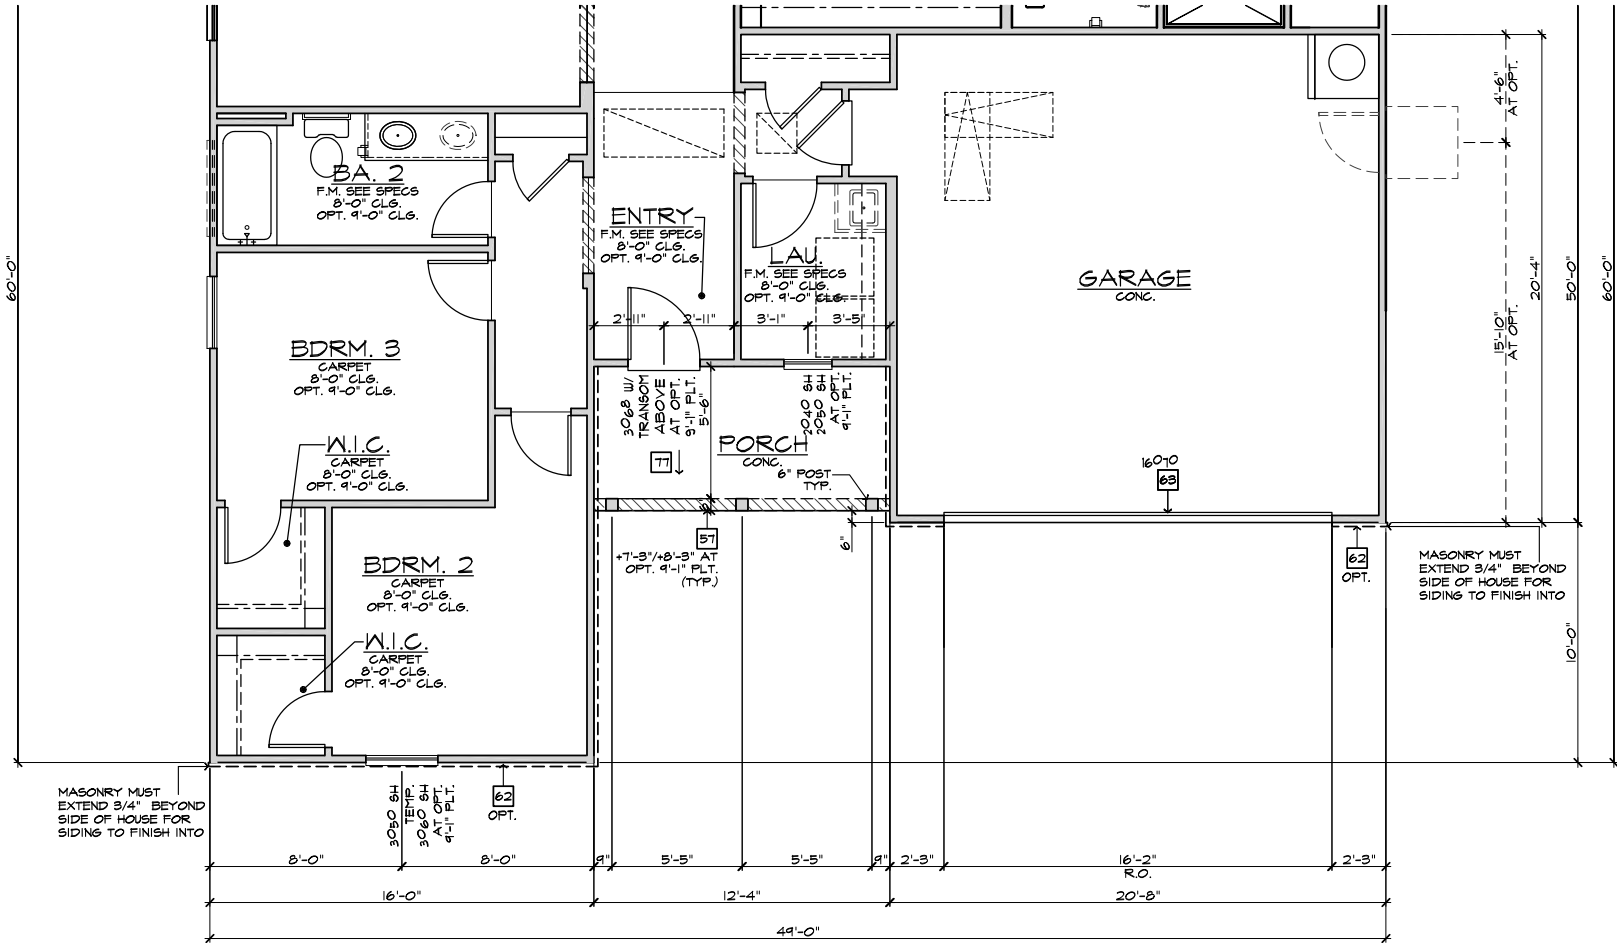 BA. 2
F.M. SEE SPECS
8'-0" CLG.
OPT. 9'-0" CLG.
ENTRY
F.M. SEE SPECS
8'-0" CLG.
OPT. 9'-0" CLG.
LAU.
F.M. SEE SPECS
8'-0" CLG.
OPT. 9'-0" CLG.
GARAGE
CONC.
4'-6"
AT OPT.
15'-10"
AT OPT.
20'-4"
50'-0"
60'-0"
60'-0"
2'-11"
2'-11"
3'-1"
3'-5"
BDRM. 3
CARPET
8'-0" CLG.
OPT. 9'-0" CLG.
3068 W/
TRANSOM
ABOVE
AT OPT.
9'-1" PLT.
5'-6"
2040 SH
2050 SH
AT OPT.
9'-1" PLT.
W.I.C.
CARPET
8'-0" CLG.
OPT. 9'-0" CLG.
PORCH
CONC.
77
6" POST
TYP.
16070
63
57
+7'-3"/+8'-3" AT
OPT. 9'-1" PLT.
(TYP.)
6"
62
OPT.
MASONRY MUST
EXTEND 3/4" BEYOND
SIDE OF HOUSE FOR
SIDING TO FINISH INTO
BDRM. 2
CARPET
8'-0" CLG.
OPT. 9'-0" CLG.
W.I.C.
CARPET
8'-0" CLG.
OPT. 9'-0" CLG.
10'-0"
MASONRY MUST
EXTEND 3/4" BEYOND
SIDE OF HOUSE FOR
SIDING TO FINISH INTO
3050 SH
TEMP.
3060 SH
AT OPT.
9'-1" PLT.
62
OPT.
8'-0"
8'-0"
9"
5'-5"
5'-5"
9"
2'-3"
16'-2"
R.O.
2'-3"
16'-0"
12'-4"
20'-8"
49'-0"